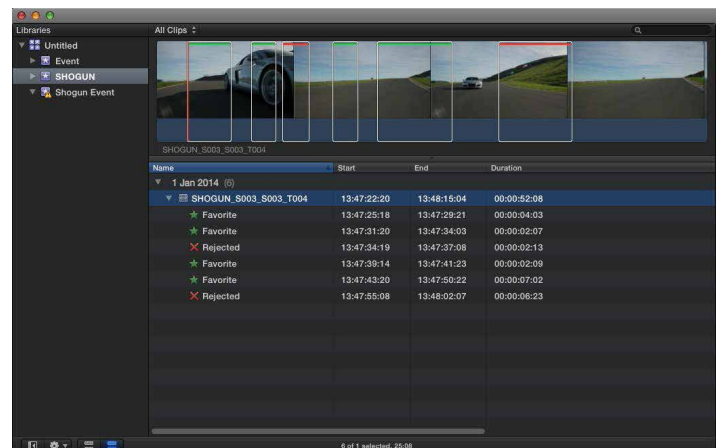 Libraries
All Clips
Untitled
Event
SHOGUN
Shogun Event
SHOGUN_S003_S003_T004
Name Start End Duration
1 Jan 2014 (6)
SHOGUN_S003_S003_T004 13:47:22:20 13:48:15:04 00:00:52:08
Favorite 13:47:25:18 13:47:29:21 00:00:04:03
Favorite 13:47:31:20 13:47:34:03 00:00:02:07
Rejected 13:47:34:19 13:47:37:08 00:00:02:13
Favorite 13:47:39:14 13:47:41:23 00:00:02:09
Favorite 13:47:43:20 13:47:50:22 00:00:07:02
Rejected 13:47:55:08 13:48:02:07 00:00:06:23
6 of 1 selected, 25:08